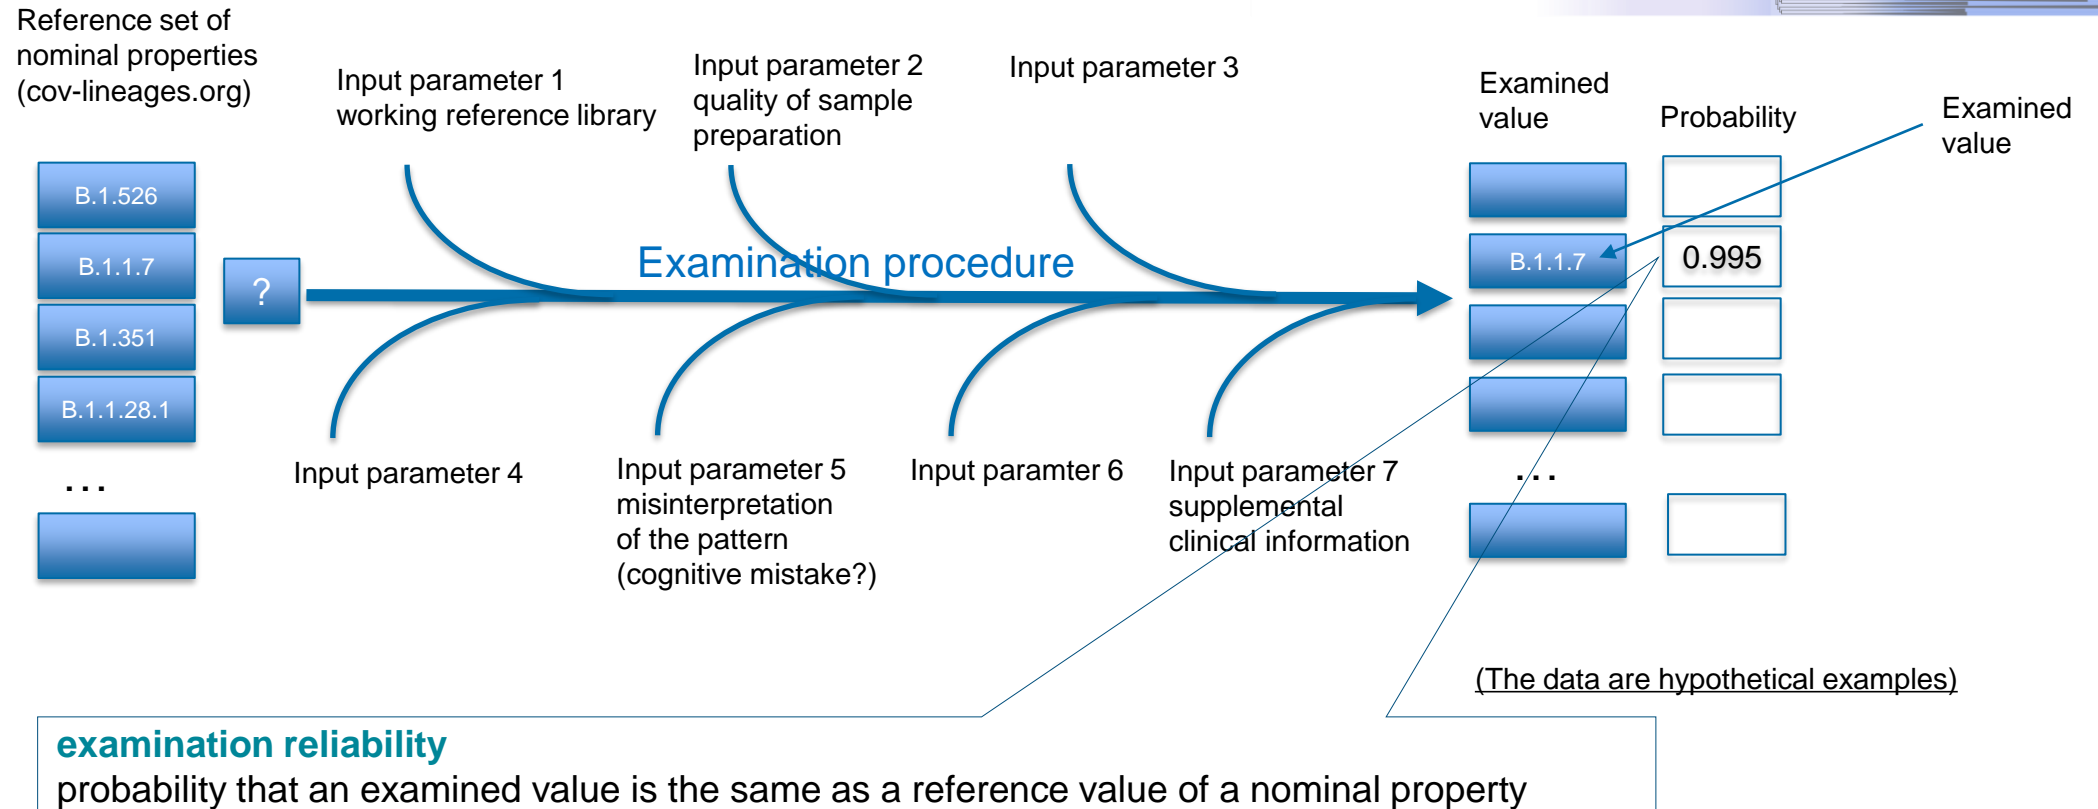 Reference set of
nominal properties
(cov-lineages.org)
Input parameter 1
working reference library
Input parameter 2
quality of sample
preparation
Input parameter 3
Examined
value
Probability
Examined
value
B.1.526
B.1.1.7
B.1.351
B.1.1.28.1
...
?
Examination procedure
B.1.1.7
0.995
...
Input parameter 4
Input parameter 5
misinterpretation
of the pattern
(cognitive mistake?)
Input paramter 6
Input parameter 7
supplemental
clinical information
(The data are hypothetical examples)
examination reliability
probability that an examined value is the same as a reference value of a nominal property